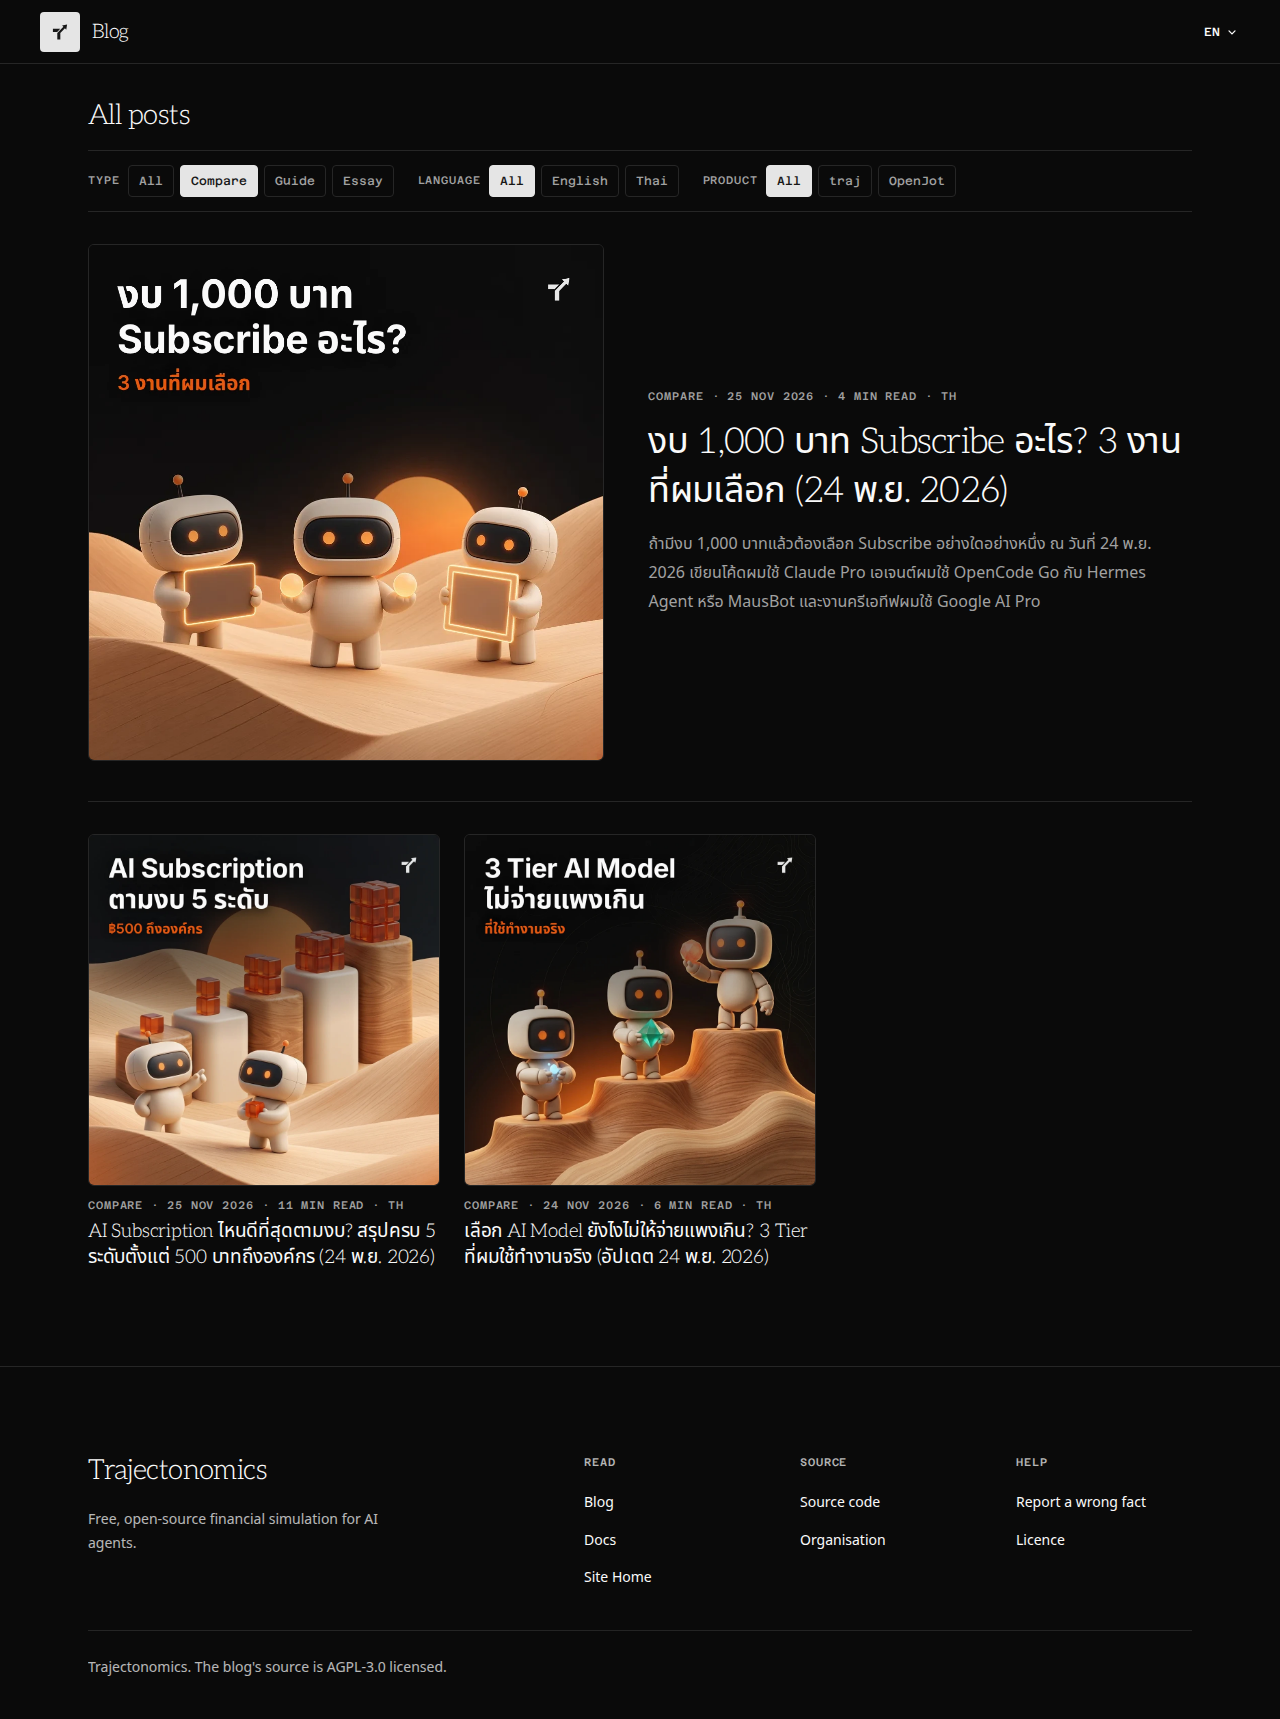 Blog
EN
All posts
TYPE All Compare Guide Essay LANGUAGE All English Thai PRODUCT All traj OpenJot
งบ 1,000 บาท
Subscribe อะไร?
3 งานที่ผมเลือก
COMPARE · 25 NOV 2026 · 4 MIN READ · TH
งบ 1,000 บาท Subscribe อะไร? 3 งาน
ที่ผมเลือก (24 พ.ย. 2026)
ถ้ามีงบ 1,000 บาทแล้วต้องเลือก Subscribe อย่างใดอย่างหนึ่ง ณ วันที่ 24 พ.ย.
2026 เขียนโค้ดผมใช้ Claude Pro เอเจนต์ผมใช้ OpenCode Go กับ Hermes
Agent หรือ MausBot และงานครีเอทีฟผมใช้ Google AI Pro
AI Subscription
ตามงบ 5 ระดับ
฿500 ถึงองค์กร
COMPARE · 25 NOV 2026 · 11 MIN READ · TH
AI Subscription ไหนดีที่สุดตามงบ? สรุปครบ 5
ระดับตั้งแต่ 500 บาทถึงองค์กร (24 พ.ย. 2026)
3 Tier AI Model
ไม่จ่ายแพงเกิน
ที่ใช้ทำงานจริง
COMPARE · 24 NOV 2026 · 6 MIN READ · TH
เลือก AI Model ยังไงไม่ให้จ่ายแพงเกิน? 3 Tier
ที่ผมใช้ทำงานจริง (อัปเดต 24 พ.ย. 2026)
Trajectonomics
Free, open-source financial simulation for AI
agents.
READ
Blog
Docs
Site Home
SOURCE
Source code
Organisation
HELP
Report a wrong fact
Licence
Trajectonomics. The blog's source is AGPL-3.0 licensed.